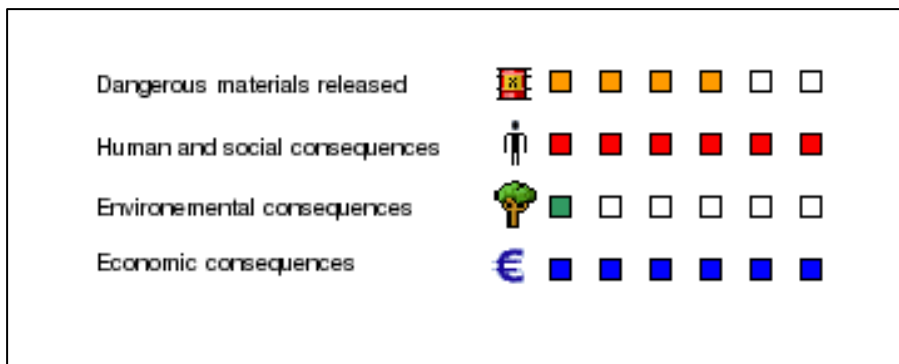 Dangerous materials released
Human and social consequences
Environemental consequences
Economic consequences €